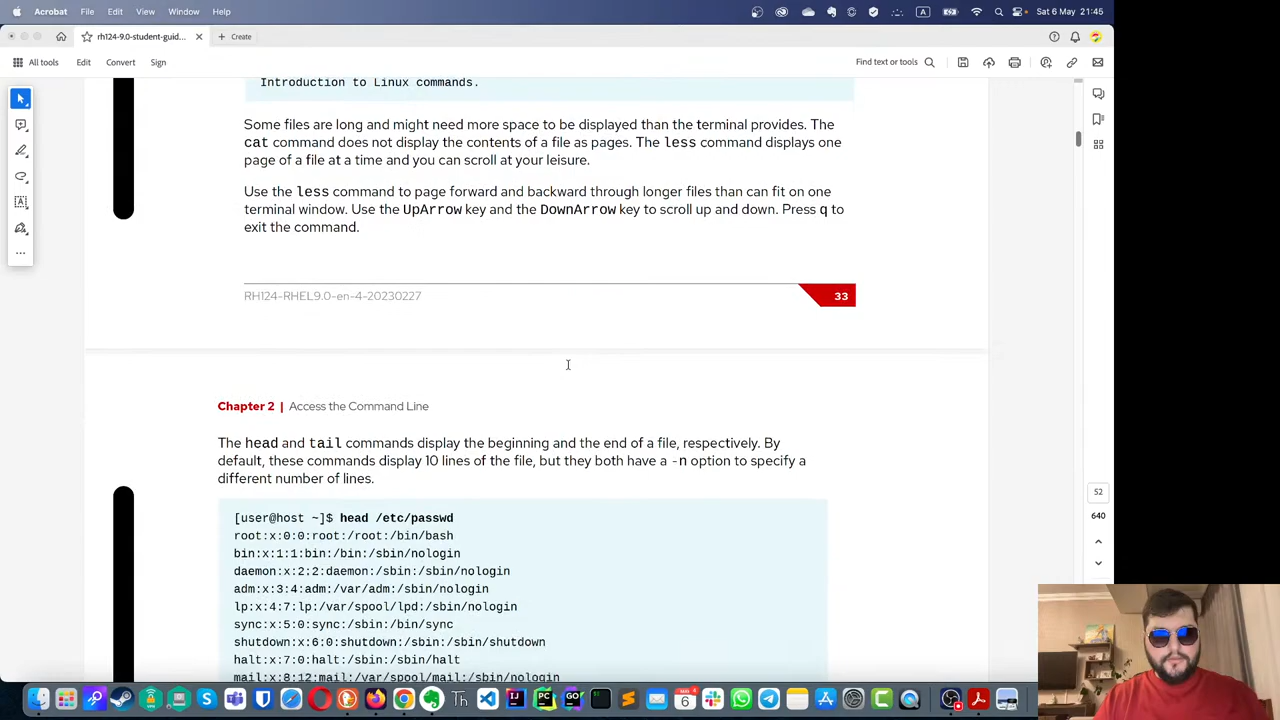 Acrobat File Edit View Window Help
A Sat 6 May 21:45
rh124-9.0-student-guid... Create
All tools Edit Convert Sign Find text or tools
Introduction to Linux commands.
Some files are long and might need more space to be displayed than the terminal provides. The
cat command does not display the contents of a file as pages. The less command displays one
page of a file at a time and you can scroll at your leisure.
Use the less command to page forward and backward through longer files than can fit on one
terminal window. Use the UpArrow key and the DownArrow key to scroll up and down. Press q to
exit the command.
RH124-RHEL9.0-en-4-20230227 33
Chapter 2 | Access the Command Line
The head and tail commands display the beginning and the end of a file, respectively. By
default, these commands display 10 lines of the file, but they both have a -n option to specify a
different number of lines.
[user@host ~]$ head /etc/passwd
root:x:0:0:root:/root:/bin/bash
bin:x:1:1:bin:/bin:/sbin/nologin
daemon:x:2:2:daemon:/sbin:/sbin/nologin
adm:x:3:4:adm:/var/adm:/sbin/nologin
lp:x:4:7:lp:/var/spool/lpd:/sbin/nologin
sync:x:5:0:sync:/sbin:/bin/sync
shutdown:x:6:0:shutdown:/sbin:/sbin/shutdown
halt:x:7:0:halt:/sbin:/sbin/halt
mail:x:8:12:mail:/var/spool/mail:/sbin/nologin
52
640